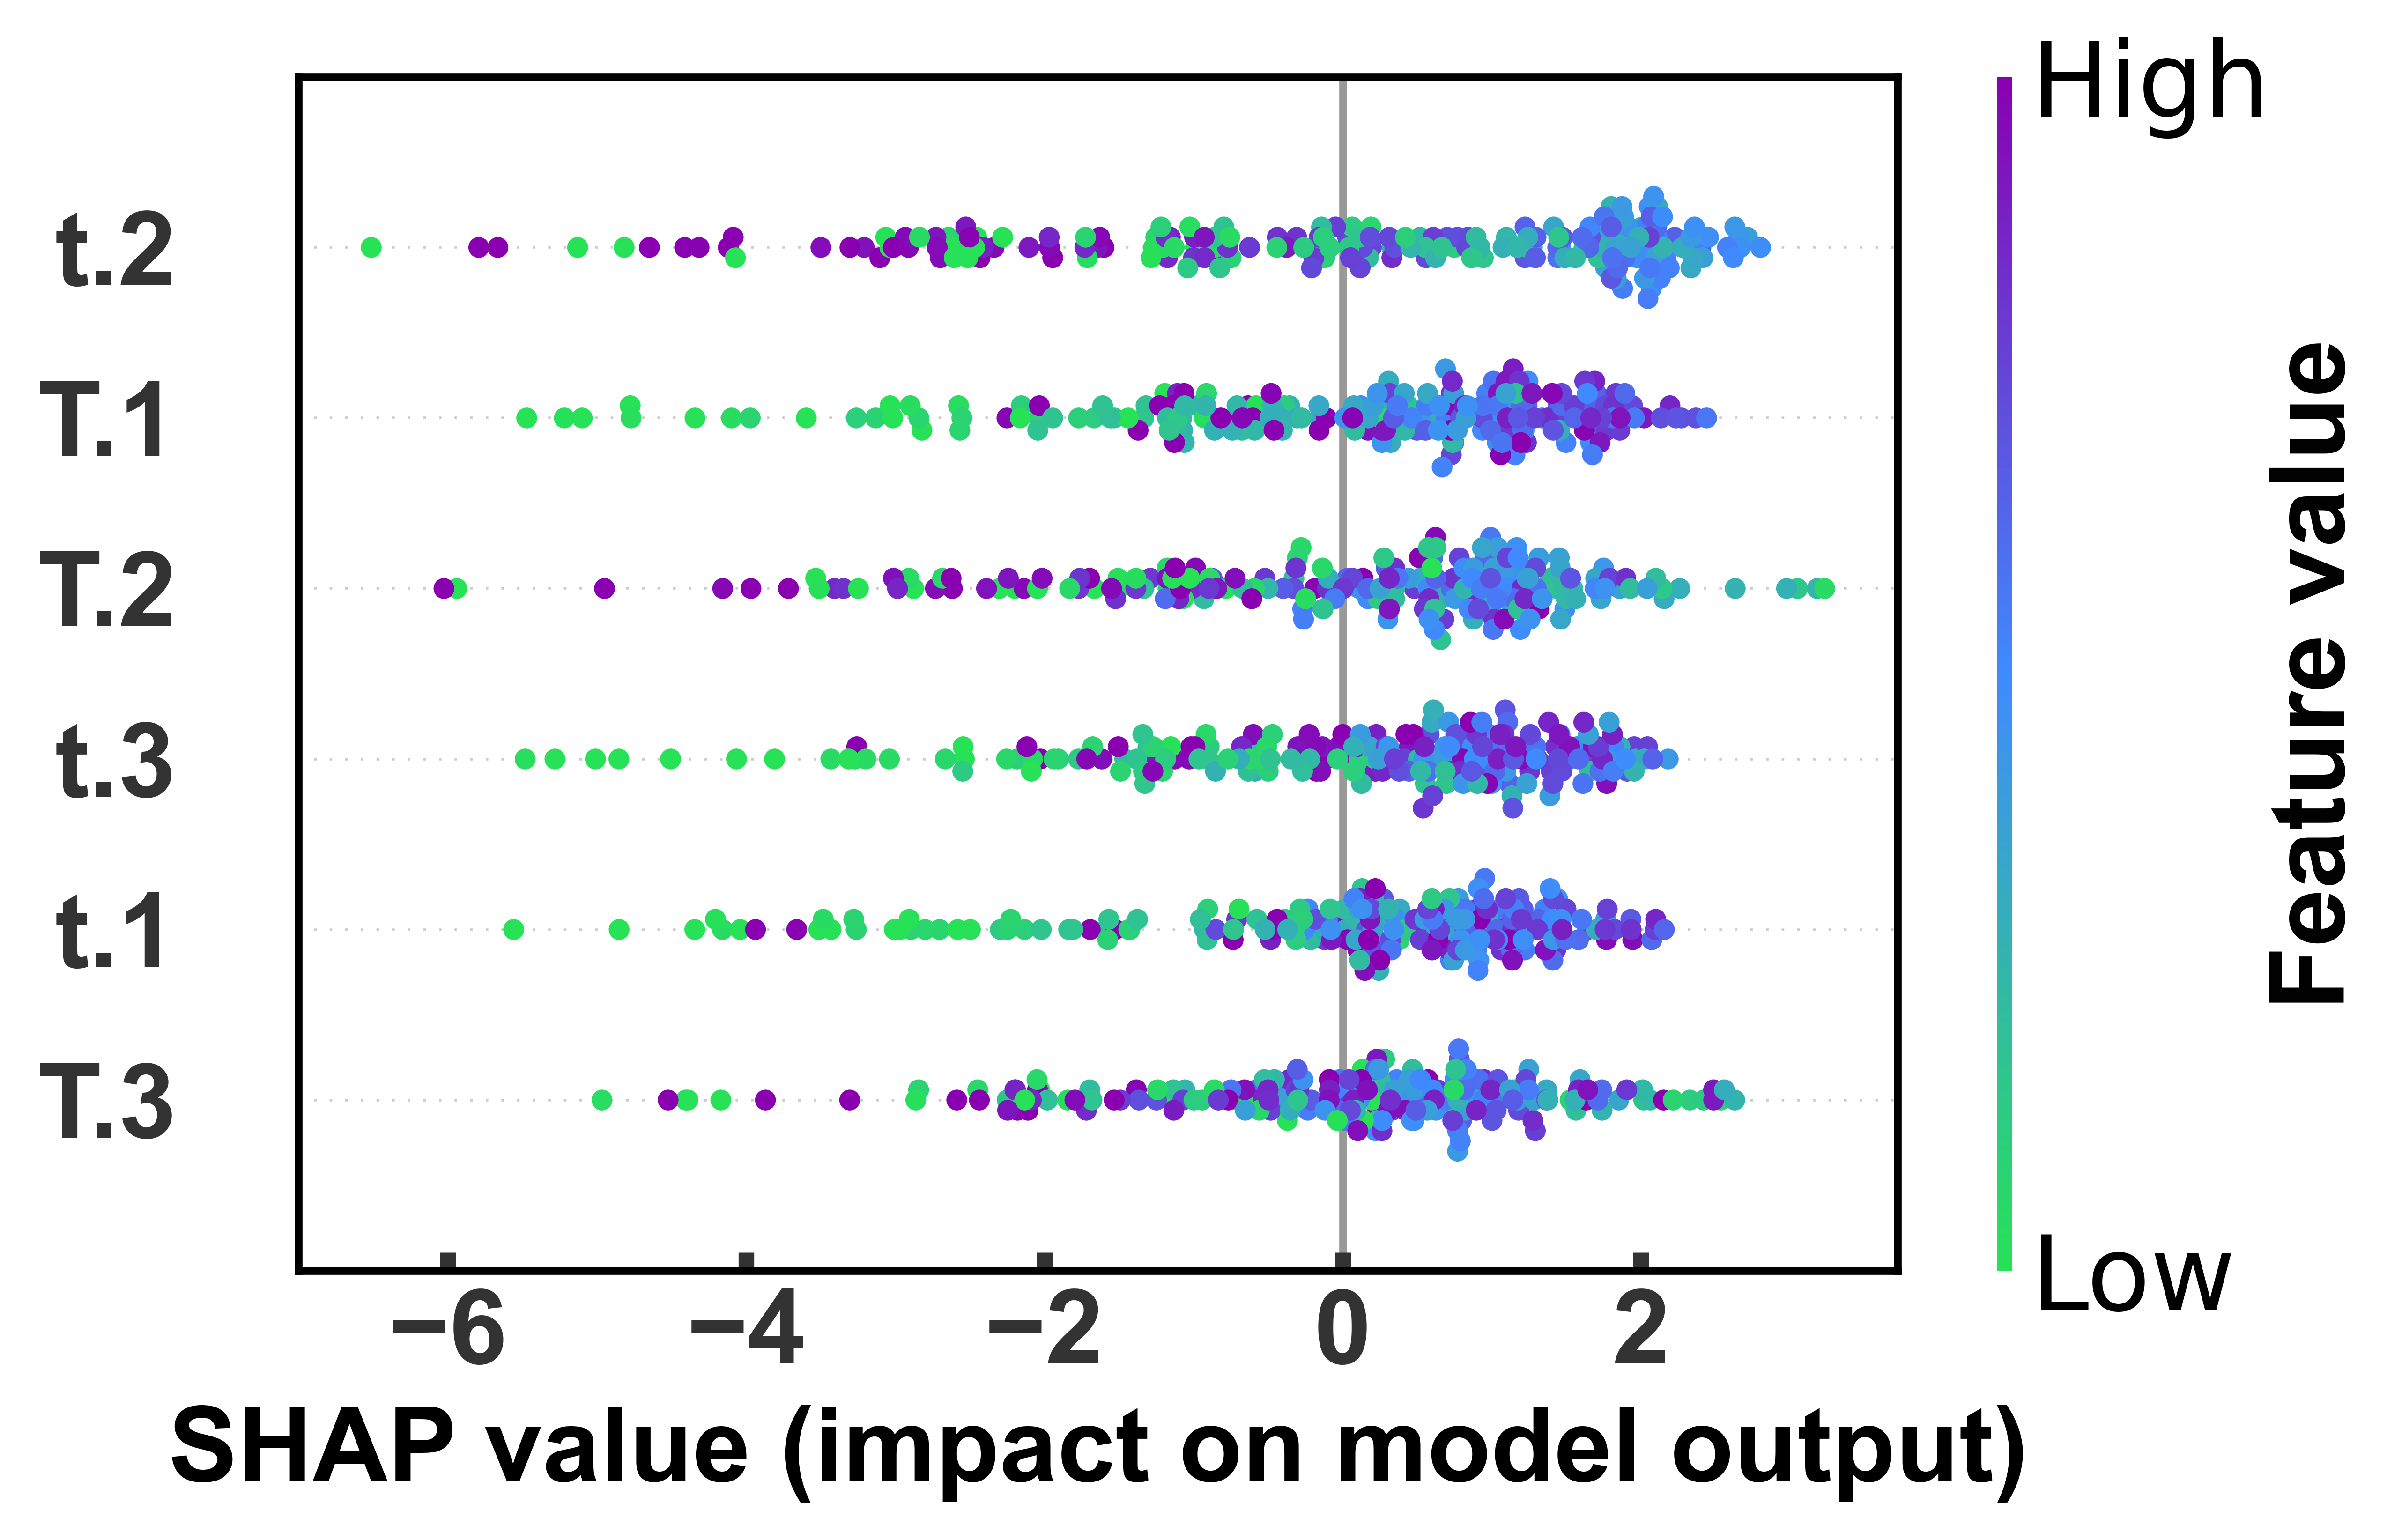 High
t.2
T.1
T.2
t.3
t.1
T.3
Feature value
Low
−6 −4 −2 0 2
SHAP value (impact on model output)